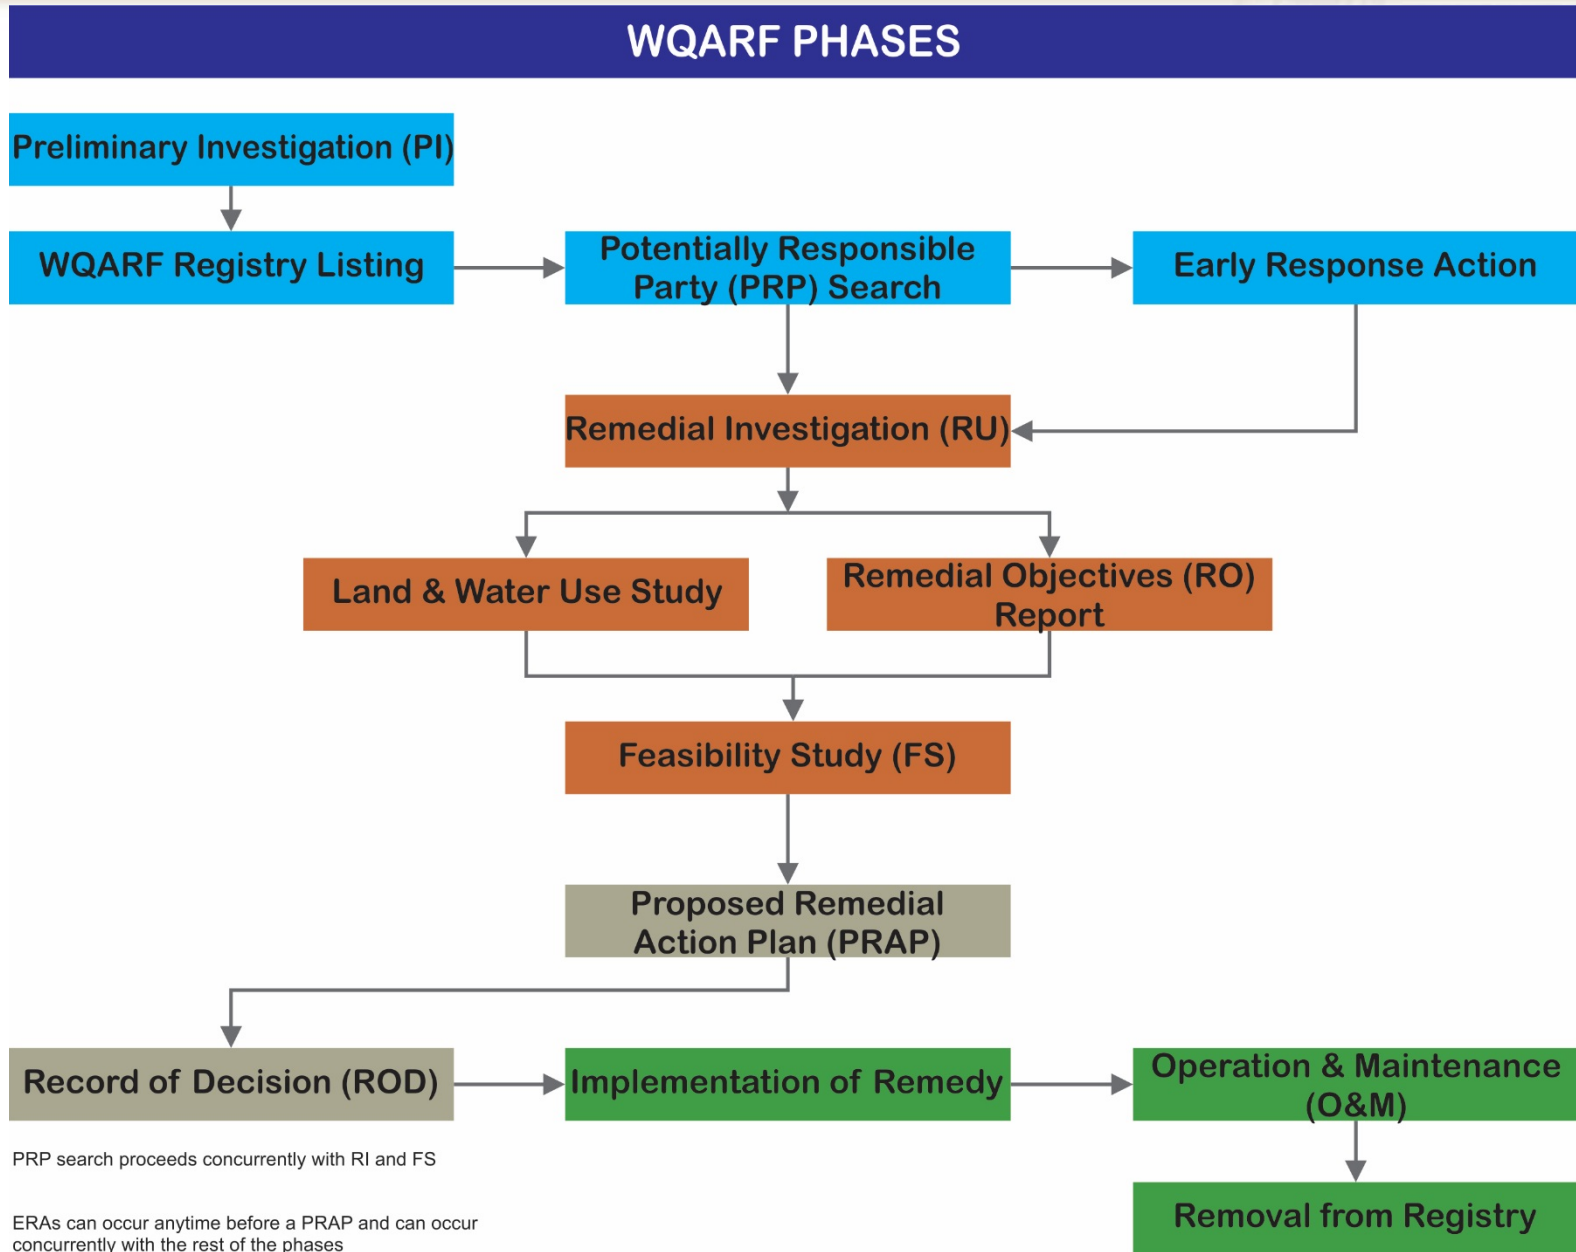 WQARF PHASES
Preliminary Investigation (PI)
WQARF Registry Listing
Potentially Responsible
Party (PRP) Search
Early Response Action
Remedial Investigation (RU)
Land & Water Use Study
Remedial Objectives (RO)
Report
Feasibility Study (FS)
Proposed Remedial
Action Plan (PRAP)
Record of Decision (ROD)
Implementation of Remedy
Operation & Maintenance
(O&M)
Removal from Registry
PRP search proceeds concurrently with RI and FS
ERAs can occur anytime before a PRAP and can occur
concurrently with the rest of the phases